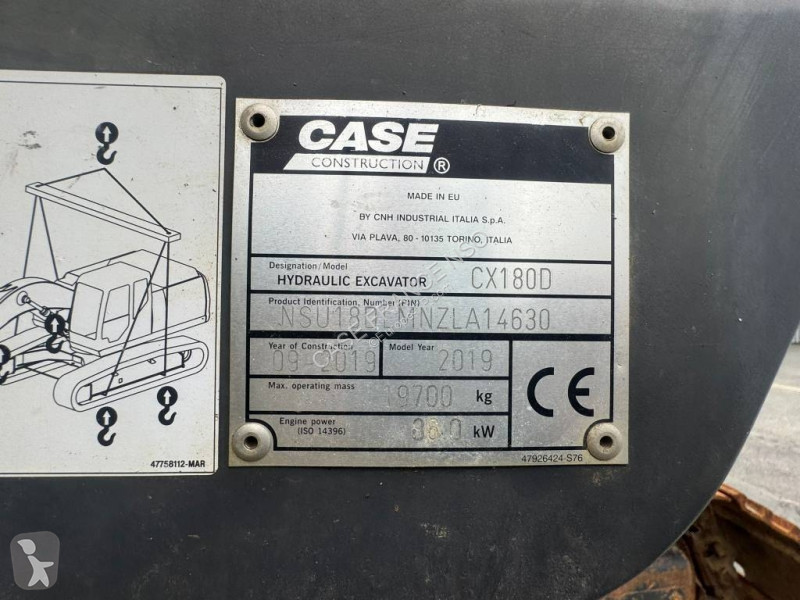 CASE
CONSTRUCTION ®
MADE IN EU
BY CNH INDUSTRIAL ITALIA S.p.A.
VIA PLAVA, 80 - 10135 TORINO, ITALIA
Designation/Model
HYDRAULIC EXCAVATOR CX180D
Product Identification Number (PIN)
Year of Construction 09-2019 Model Year 2019
Max. operating mass 19700 kg
Engine power
(ISO 14396) kW
CE
47758112-MAR
47926424-S76